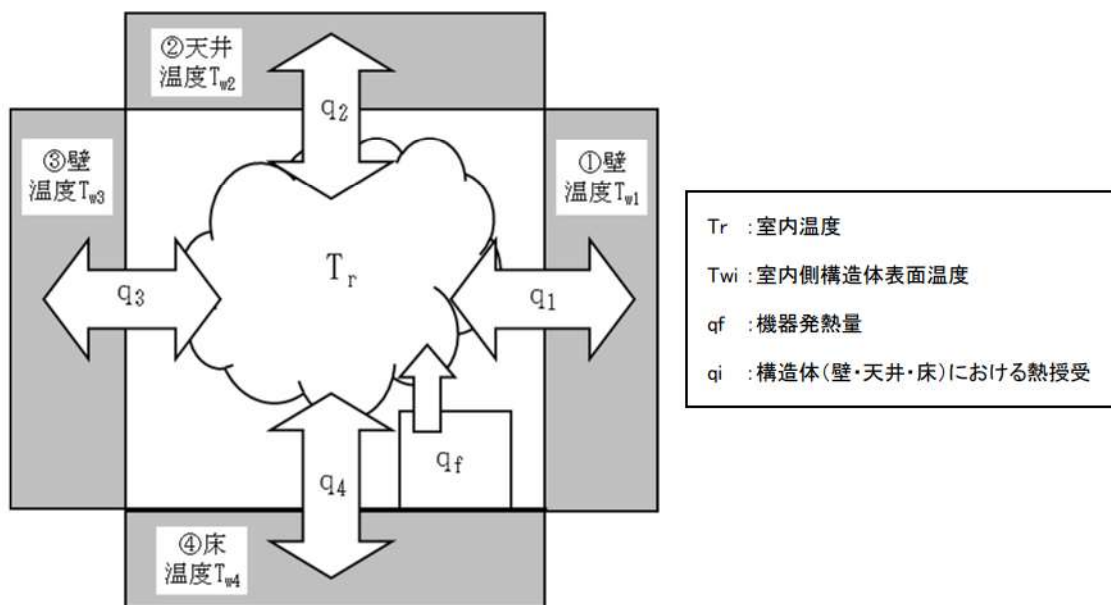 ②天井
温度Tw2
q2
③壁
温度Tw3
①壁
温度Tw1
Tr
q3
q1
q4
qf
④床
温度Tw4
Tr :室内温度
Twi :室内側構造体表面温度
qf :機器発熱量
qi :構造体(壁・天井・床)における熱授受